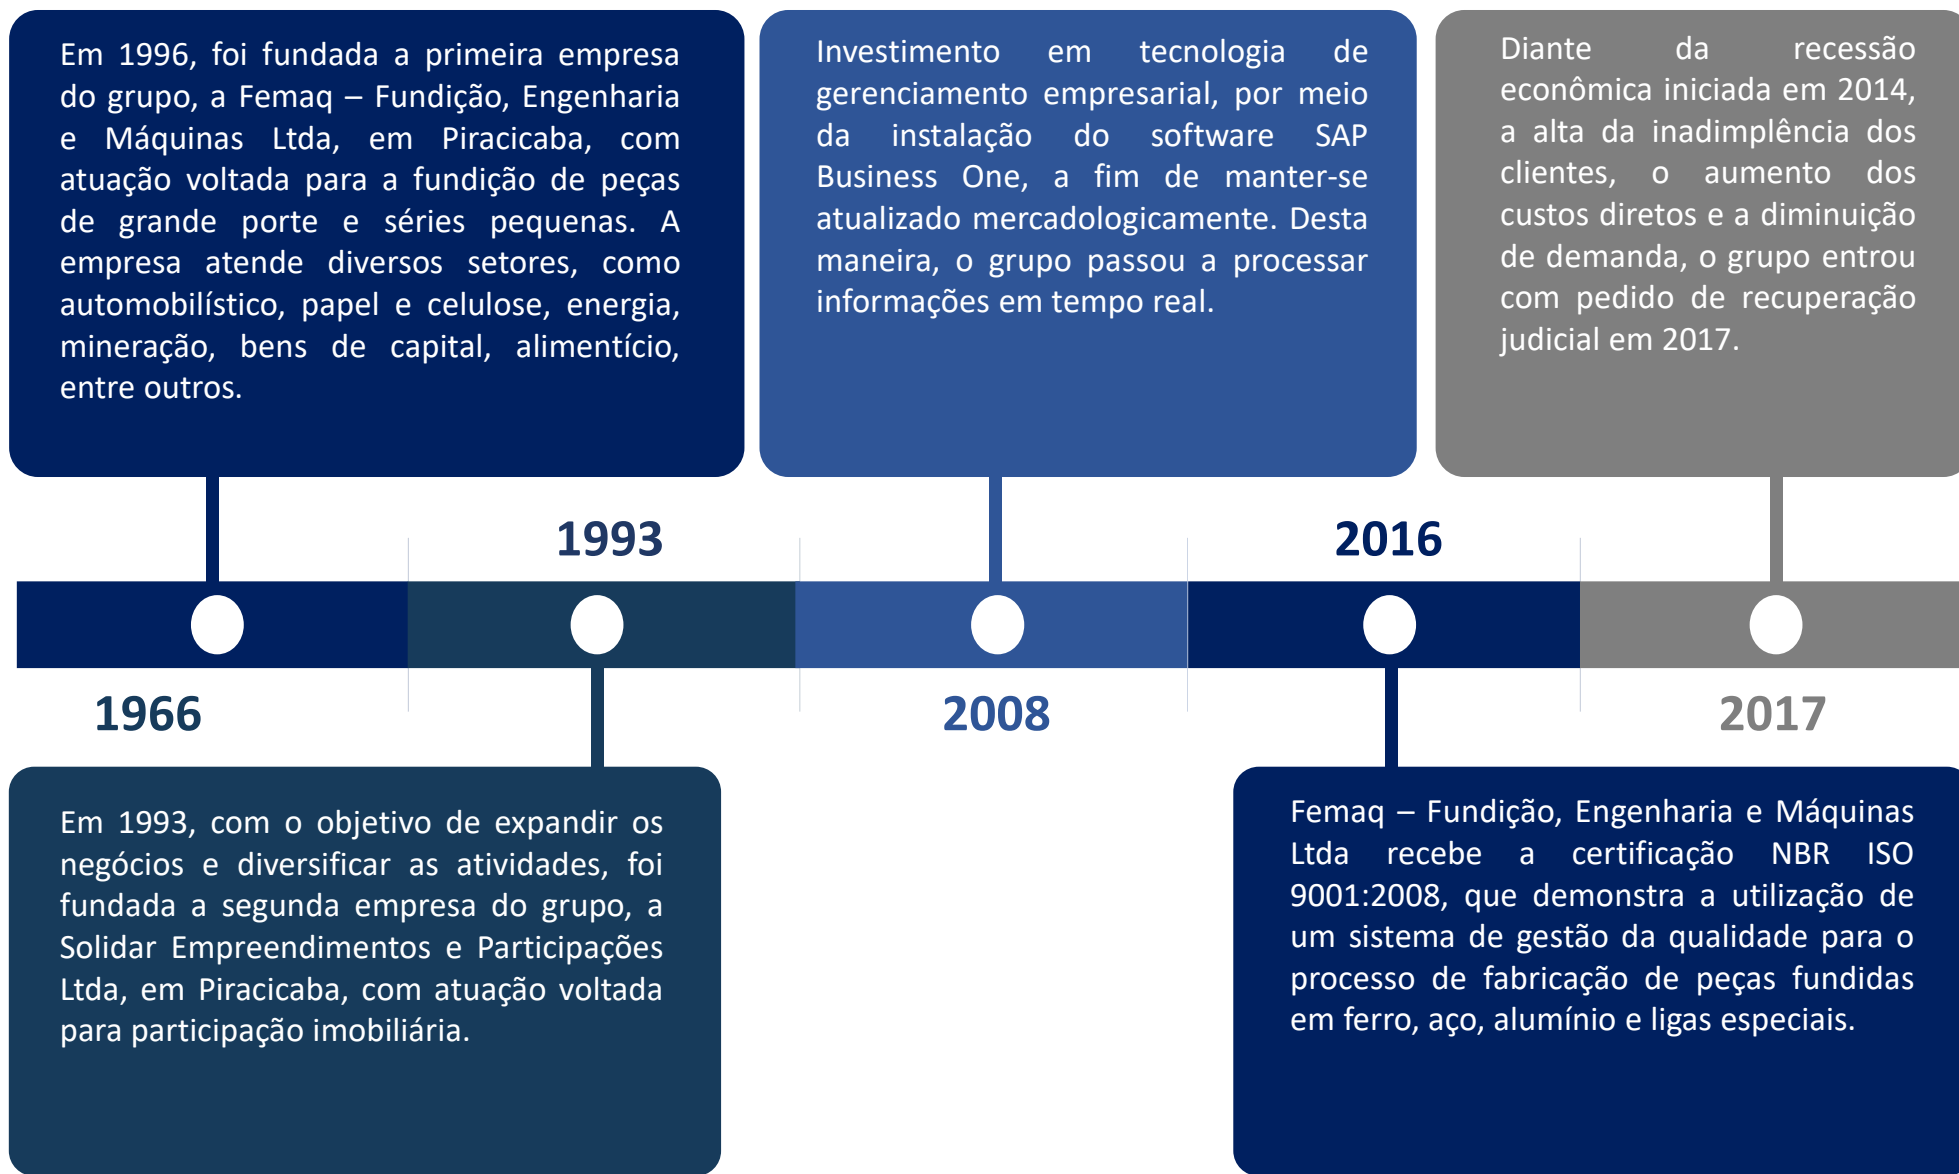 Em 1996, foi fundada a primeira empresa
do grupo, a Femaq – Fundição, Engenharia
e Máquinas Ltda, em Piracicaba, com
atuação voltada para a fundição de peças
de grande porte e séries pequenas. A
empresa atende diversos setores, como
automobilístico, papel e celulose, energia,
mineração, bens de capital, alimentício,
entre outros.
Investimento em tecnologia de
gerenciamento empresarial, por meio
da instalação do software SAP
Business One, a fim de manter-se
atualizado mercadologicamente. Desta
maneira, o grupo passou a processar
informações em tempo real.
Diante da recessão
econômica iniciada em 2014,
a alta da inadimplência dos
clientes, o aumento dos
custos diretos e a diminuição
de demanda, o grupo entrou
com pedido de recuperação
judicial em 2017.
1993
2016
1966
2008
2017
Em 1993, com o objetivo de expandir os
negócios e diversificar as atividades, foi
fundada a segunda empresa do grupo, a
Solidar Empreendimentos e Participações
Ltda, em Piracicaba, com atuação voltada
para participação imobiliária.
Femaq – Fundição, Engenharia e Máquinas
Ltda recebe a certificação NBR ISO
9001:2008, que demonstra a utilização de
um sistema de gestão da qualidade para o
processo de fabricação de peças fundidas
em ferro, aço, alumínio e ligas especiais.